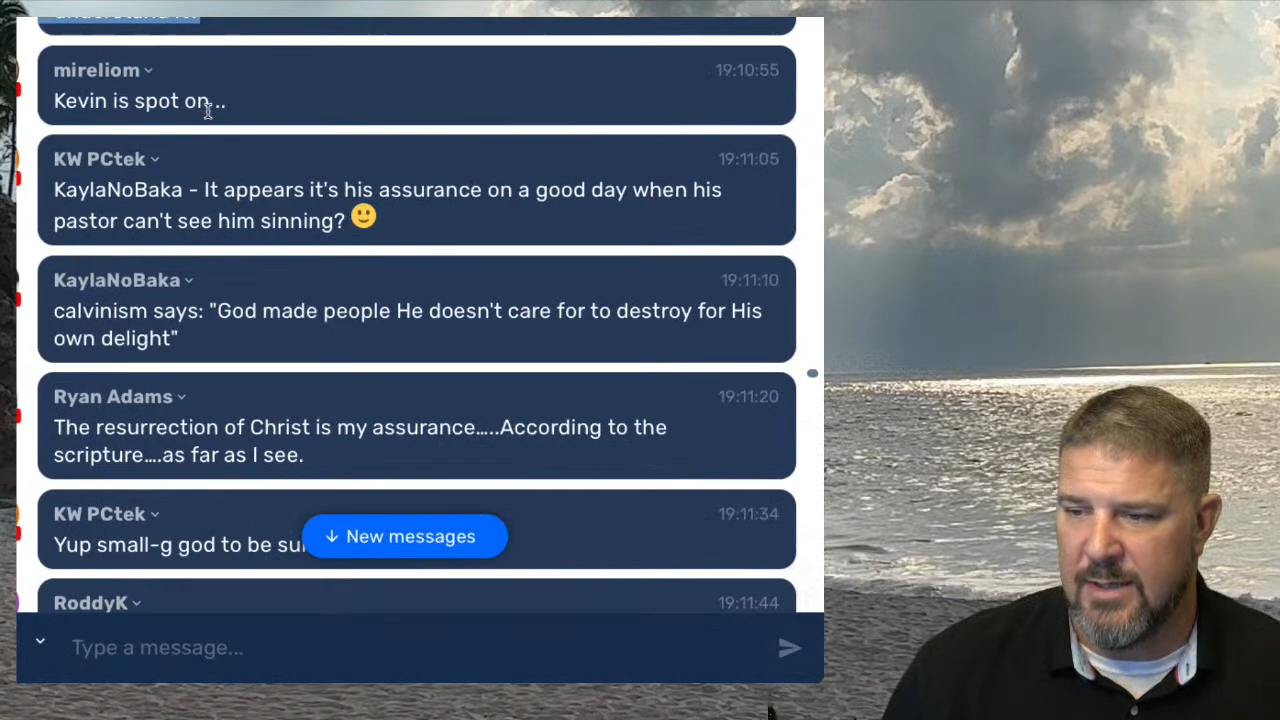 mireliom
19:10:55
Kevin is spot on...
KW PCtek
19:11:05
KaylaNoBaka - It appears it's his assurance on a good day when his
pastor can't see him sinning? 🙂
KaylaNoBaka
19:11:10
calvinism says: "God made people He doesn't care for to destroy for His
own delight"
Ryan Adams
19:11:20
The resurrection of Christ is my assurance.....According to the
scripture....as far as I see.
KW PCtek
19:11:34
Yup small-g god to be
↓ New messages
RoddyK
19:11:44
Type a message...